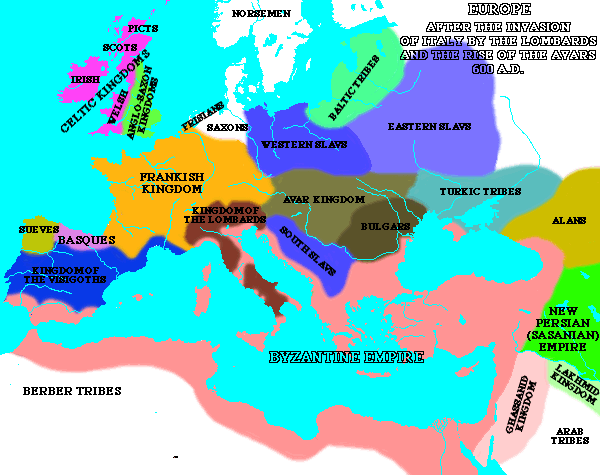 EUROPE
AFTER THE INVASION
OF ITALY BY THE LOMBARDS
AND THE RISE OF THE AVARS
600 A.D.
NORSEMEN
PICTS
SCOTS
IRISH
CELTIC KINGDOMS
WELSH
ANGLO-SAXON
KINGDOMS
FRISIANS
SAXONS
BALTIC TRIBES
WESTERN SLAVS
EASTERN SLAVS
FRANKISH
KINGDOM
AVAR KINGDOM
TURKIC TRIBES
KINGDOM OF
THE LOMBARDS
BULGARS
ALANS
SUEVES
BASQUES
SOUTH SLAVS
KINGDOM OF
THE VISIGOTHS
NEW
PERSIAN
(SASANIAN)
EMPIRE
BYZANTINE EMPIRE
BERBER TRIBES
GHASSANID
KINGDOM
LAKHMID
KINGDOM
ARAB
TRIBES